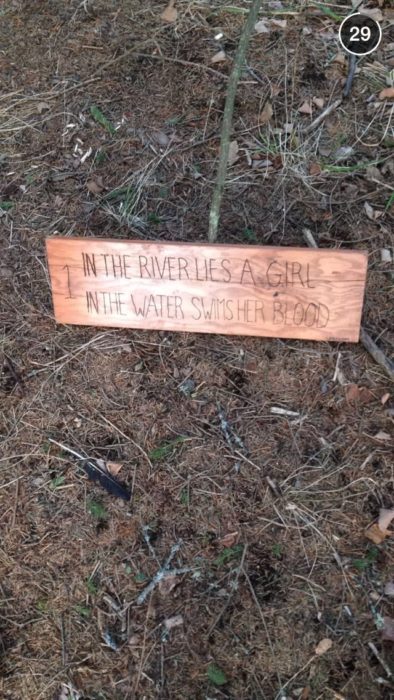 29
1 IN THE RIVER LIES A GIRL
IN THE WATER SWIMS HER BLOOD